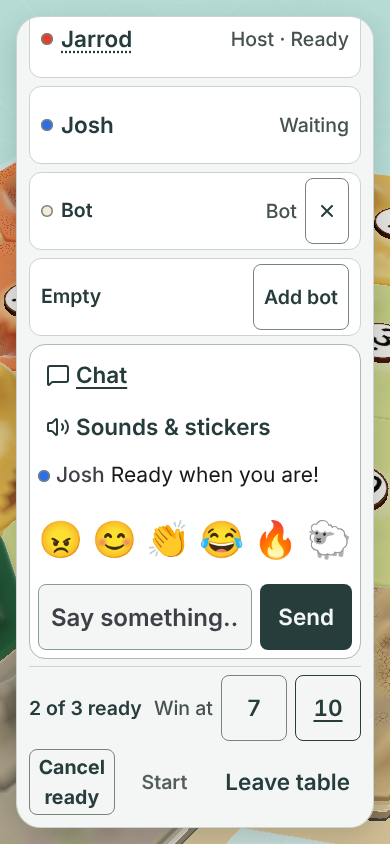 Jarrod Host · Ready
Josh Waiting
Bot Bot ×
Empty Add bot
Chat
Sounds & stickers
Josh Ready when you are!
Say something.. Send
2 of 3 ready Win at 7 10
Cancel ready Start Leave table